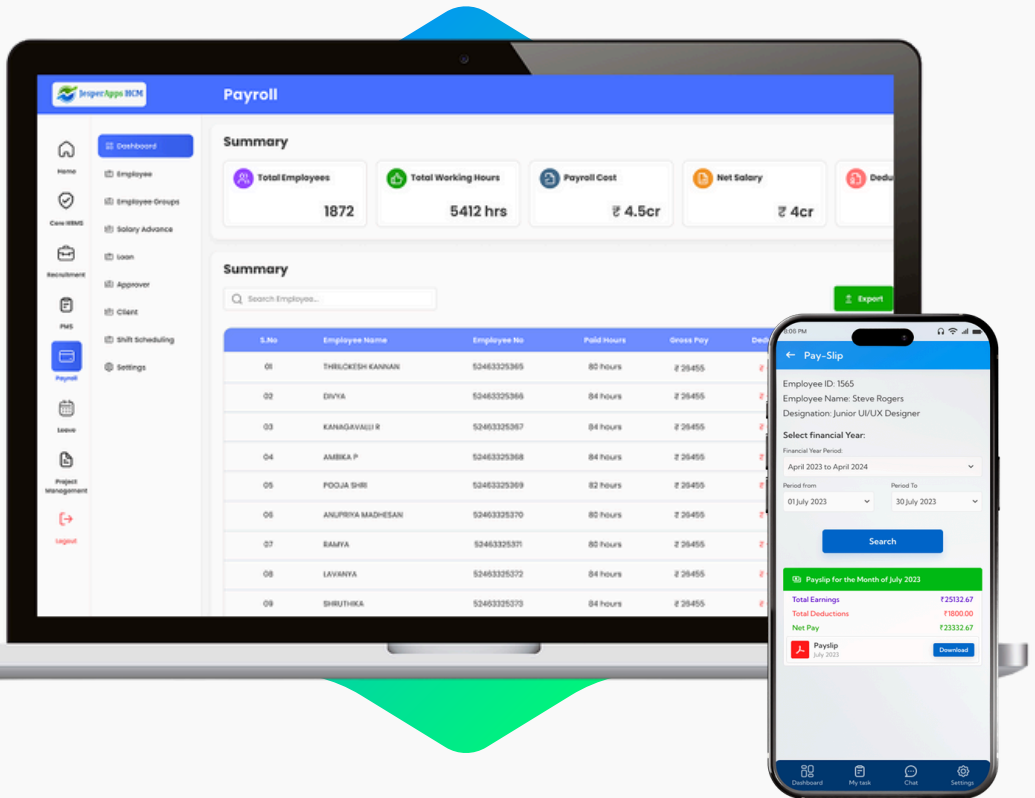 JesperApps HCM
Payroll
Home
Core HRMS
Recruitment
PMS
Payroll
Leave
Project
Management
Logout
Dashboard
Employee
Employee Groups
Salary Advance
Loan
Approver
Client
Shift Scheduling
Settings
Summary
Total Employees
1872
Total Working Hours
5412 hrs
Payroll Cost
₹ 4.5cr
Net Salary
₹ 4cr
Dedu
Summary
Search Employee...
Export
S.No Employee Name Employee No Paid Hours Gross Pay Dedu
01 THRILOKESH KANNAN 52463325365 80 hours ₹ 26455 ₹
02 DIVYA 52463325366 84 hours ₹ 26455 ₹
03 KANAGAVALLI R 52463325367 84 hours ₹ 26455 ₹
04 AMBIKA P 52463325368 84 hours ₹ 26455 ₹
05 POOJA SHRI 52463325369 82 hours ₹ 26455 ₹
06 ANUPRIYA MADHESAN 52463325370 80 hours ₹ 26455 ₹
07 RAMYA 52463325371 80 hours ₹ 26455 ₹
08 LAVANYA 52463325372 84 hours ₹ 26455 ₹
09 SHRUTHIKA 52463325373 84 hours ₹ 26455 ₹
8:05 PM
Pay-Slip
Employee ID: 1565
Employee Name: Steve Rogers
Designation: Junior UI/UX Designer
Select financial Year:
Financial Year Period:
April 2023 to April 2024
Period from Period To
01 July 2023 30 July 2023
Search
Payslip for the Month of July 2023
Total Earnings ₹25132.67
Total Deductions ₹1800.00
Net Pay ₹23332.67
Payslip
July 2023
Download
Dashboard My task Chat Settings